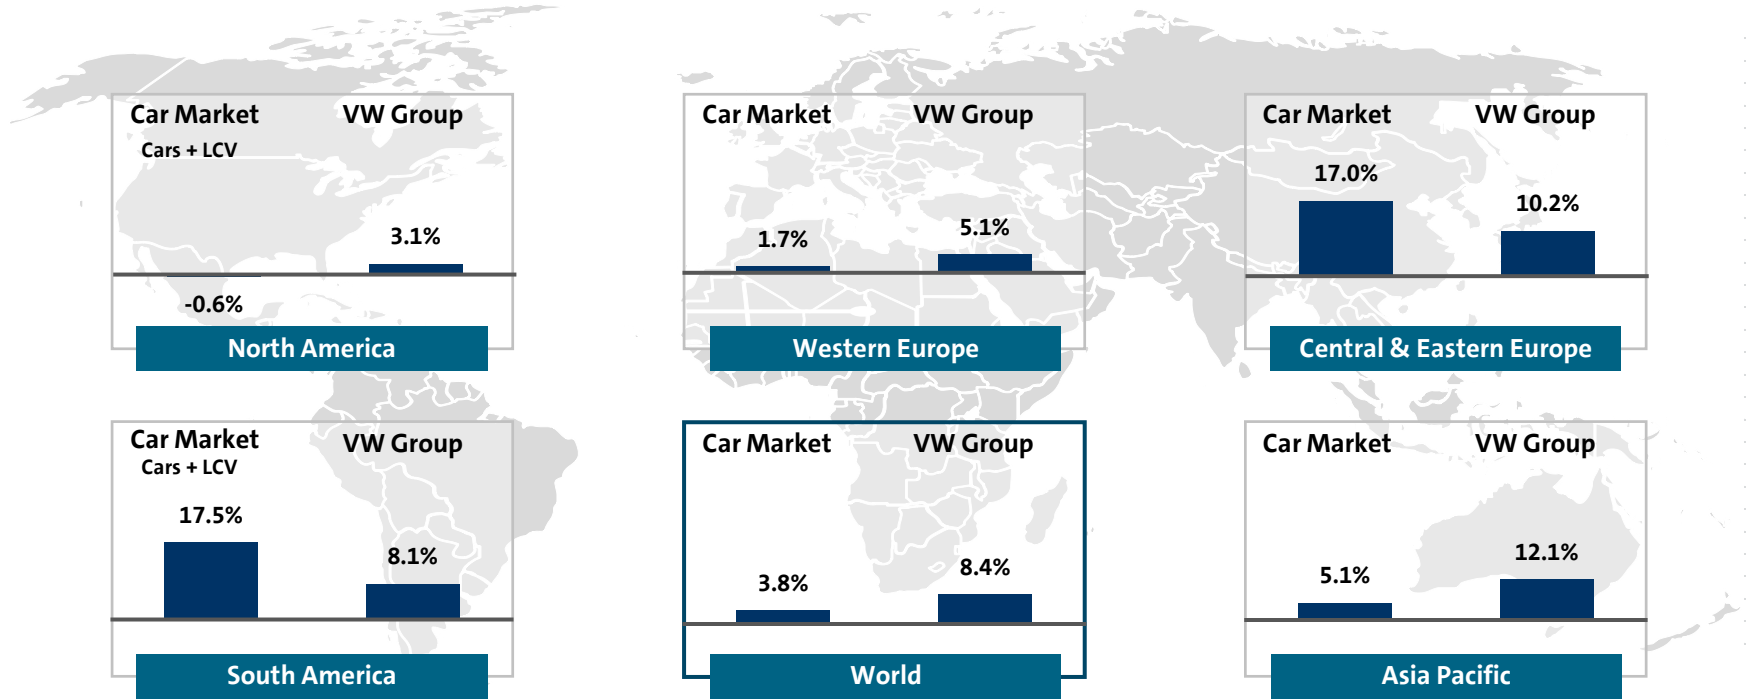 Car Market VW Group
Cars + LCV
3.1%
-0.6%
North America
Car Market VW Group
5.1%
1.7%
Western Europe
Car Market VW Group
17.0%
10.2%
Central & Eastern Europe
Car Market VW Group
Cars + LCV
17.5%
8.1%
South America
Car Market VW Group
8.4%
3.8%
World
Car Market VW Group
12.1%
5.1%
Asia Pacific